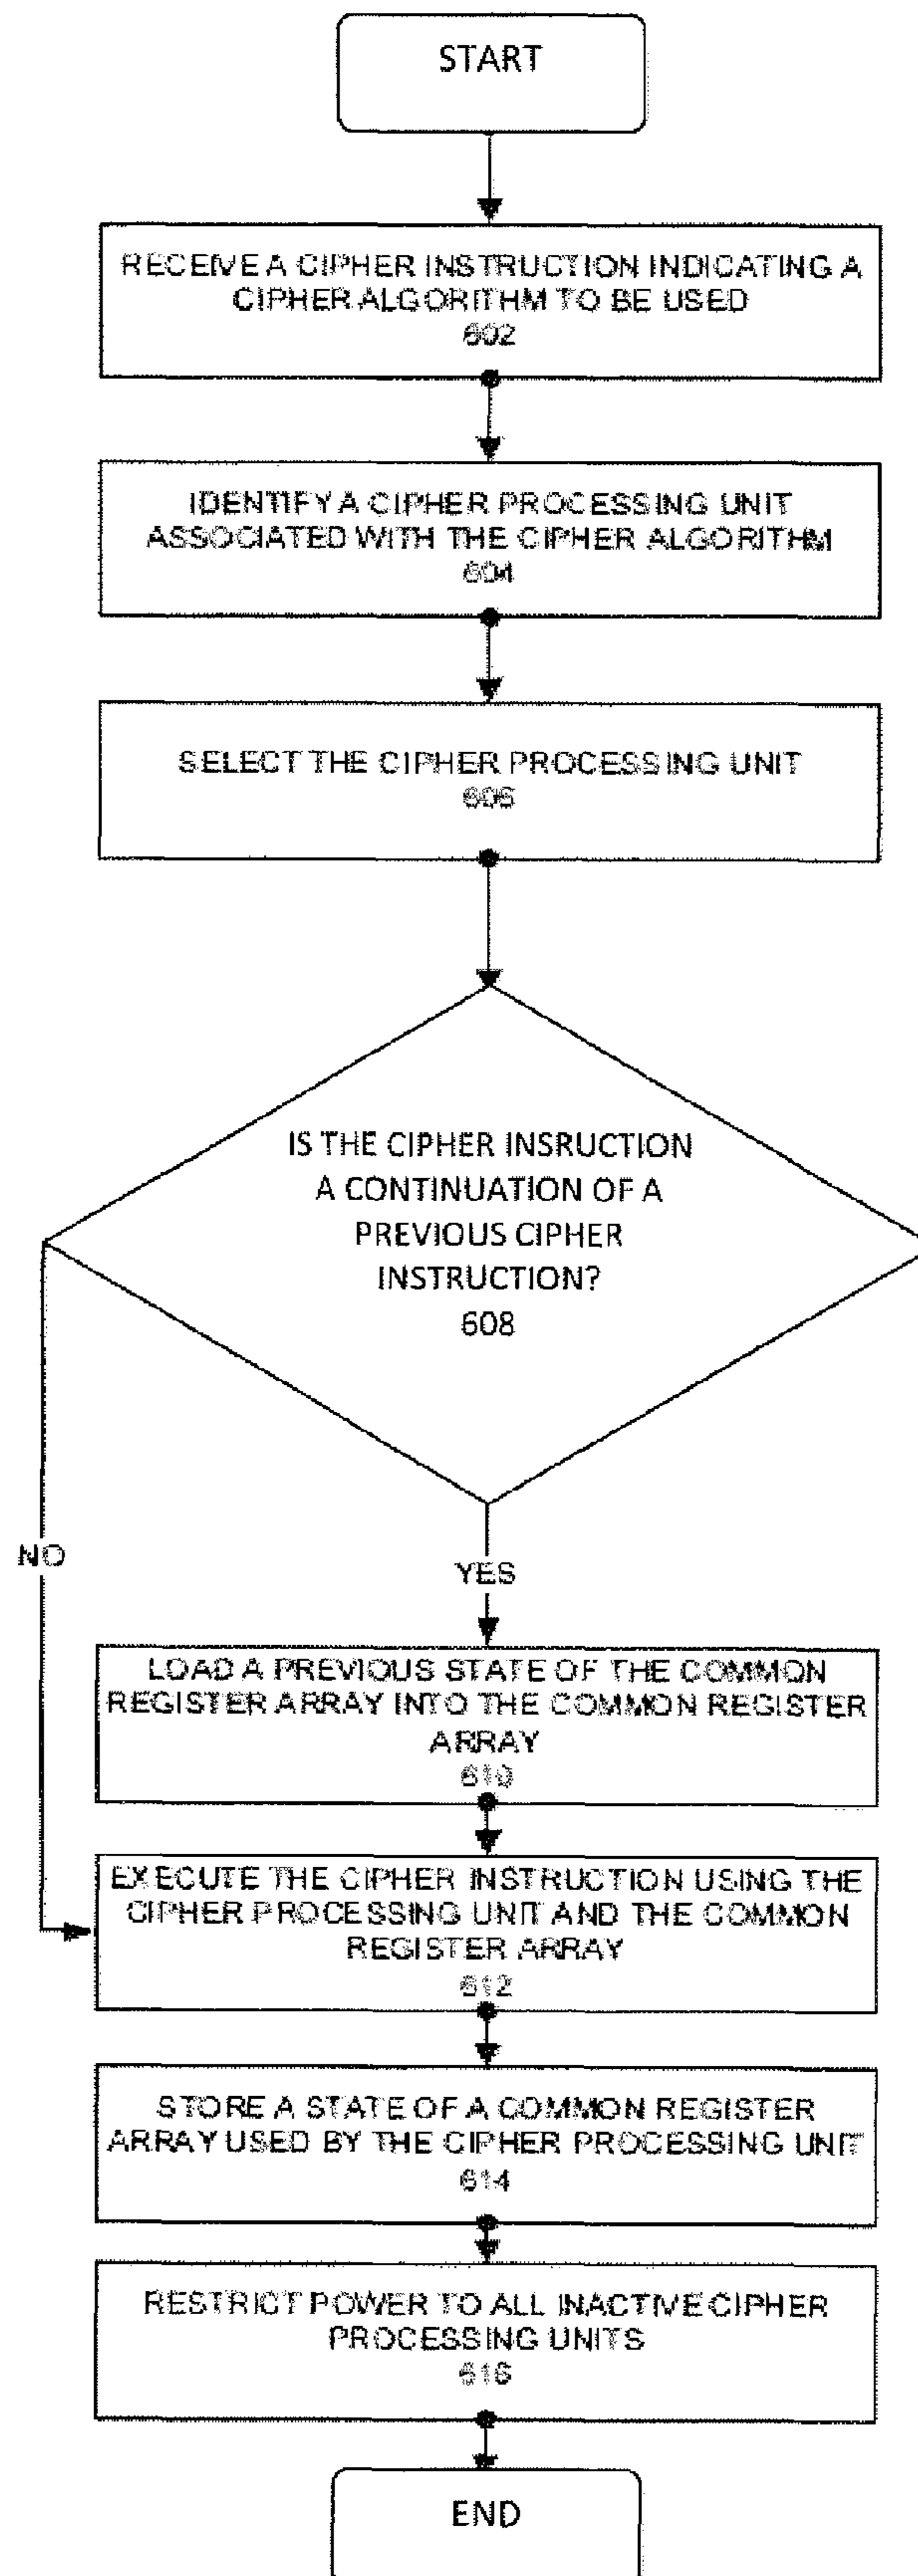 START
RECEIVE A CIPHER INSTRUCTION INDICATING A
CIPHER ALGORITHM TO BE USED
602
IDENTIFY A CIPHER PROCESSING UNIT
ASSOCIATED WITH THE CIPHER ALGORITHM
604
SELECT THE CIPHER PROCESSING UNIT
606
IS THE CIPHER INSRUCTION
A CONTINUATION OF A
PREVIOUS CIPHER
INSTRUCTION?
608
NO
YES
LOAD A PREVIOUS STATE OF THE COMMON
REGISTER ARRAY INTO THE COMMON REGISTER
ARRAY
610
EXECUTE THE CIPHER INSTRUCTION USING THE
CIPHER PROCESSING UNIT AND THE COMMON
REGISTER ARRAY
612
STORE A STATE OF A COMMON REGISTER
ARRAY USED BY THE CIPHER PROCESSING UNIT
614
RESTRICT POWER TO ALL INACTIVE CIPHER
PROCESSING UNITS
616
END